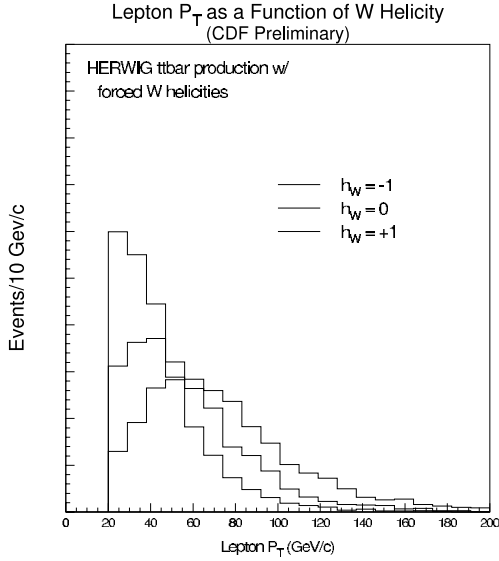 Lepton P_T as a Function of W Helicity
(CDF Preliminary)
HERWIG ttbar production w/
forced W helicities
h_W = -1
h_W = 0
h_W = +1
Events/10 Gev/c
0 20 40 60 80 100 120 140 160 180 200
Lepton P_T (GeV/c)